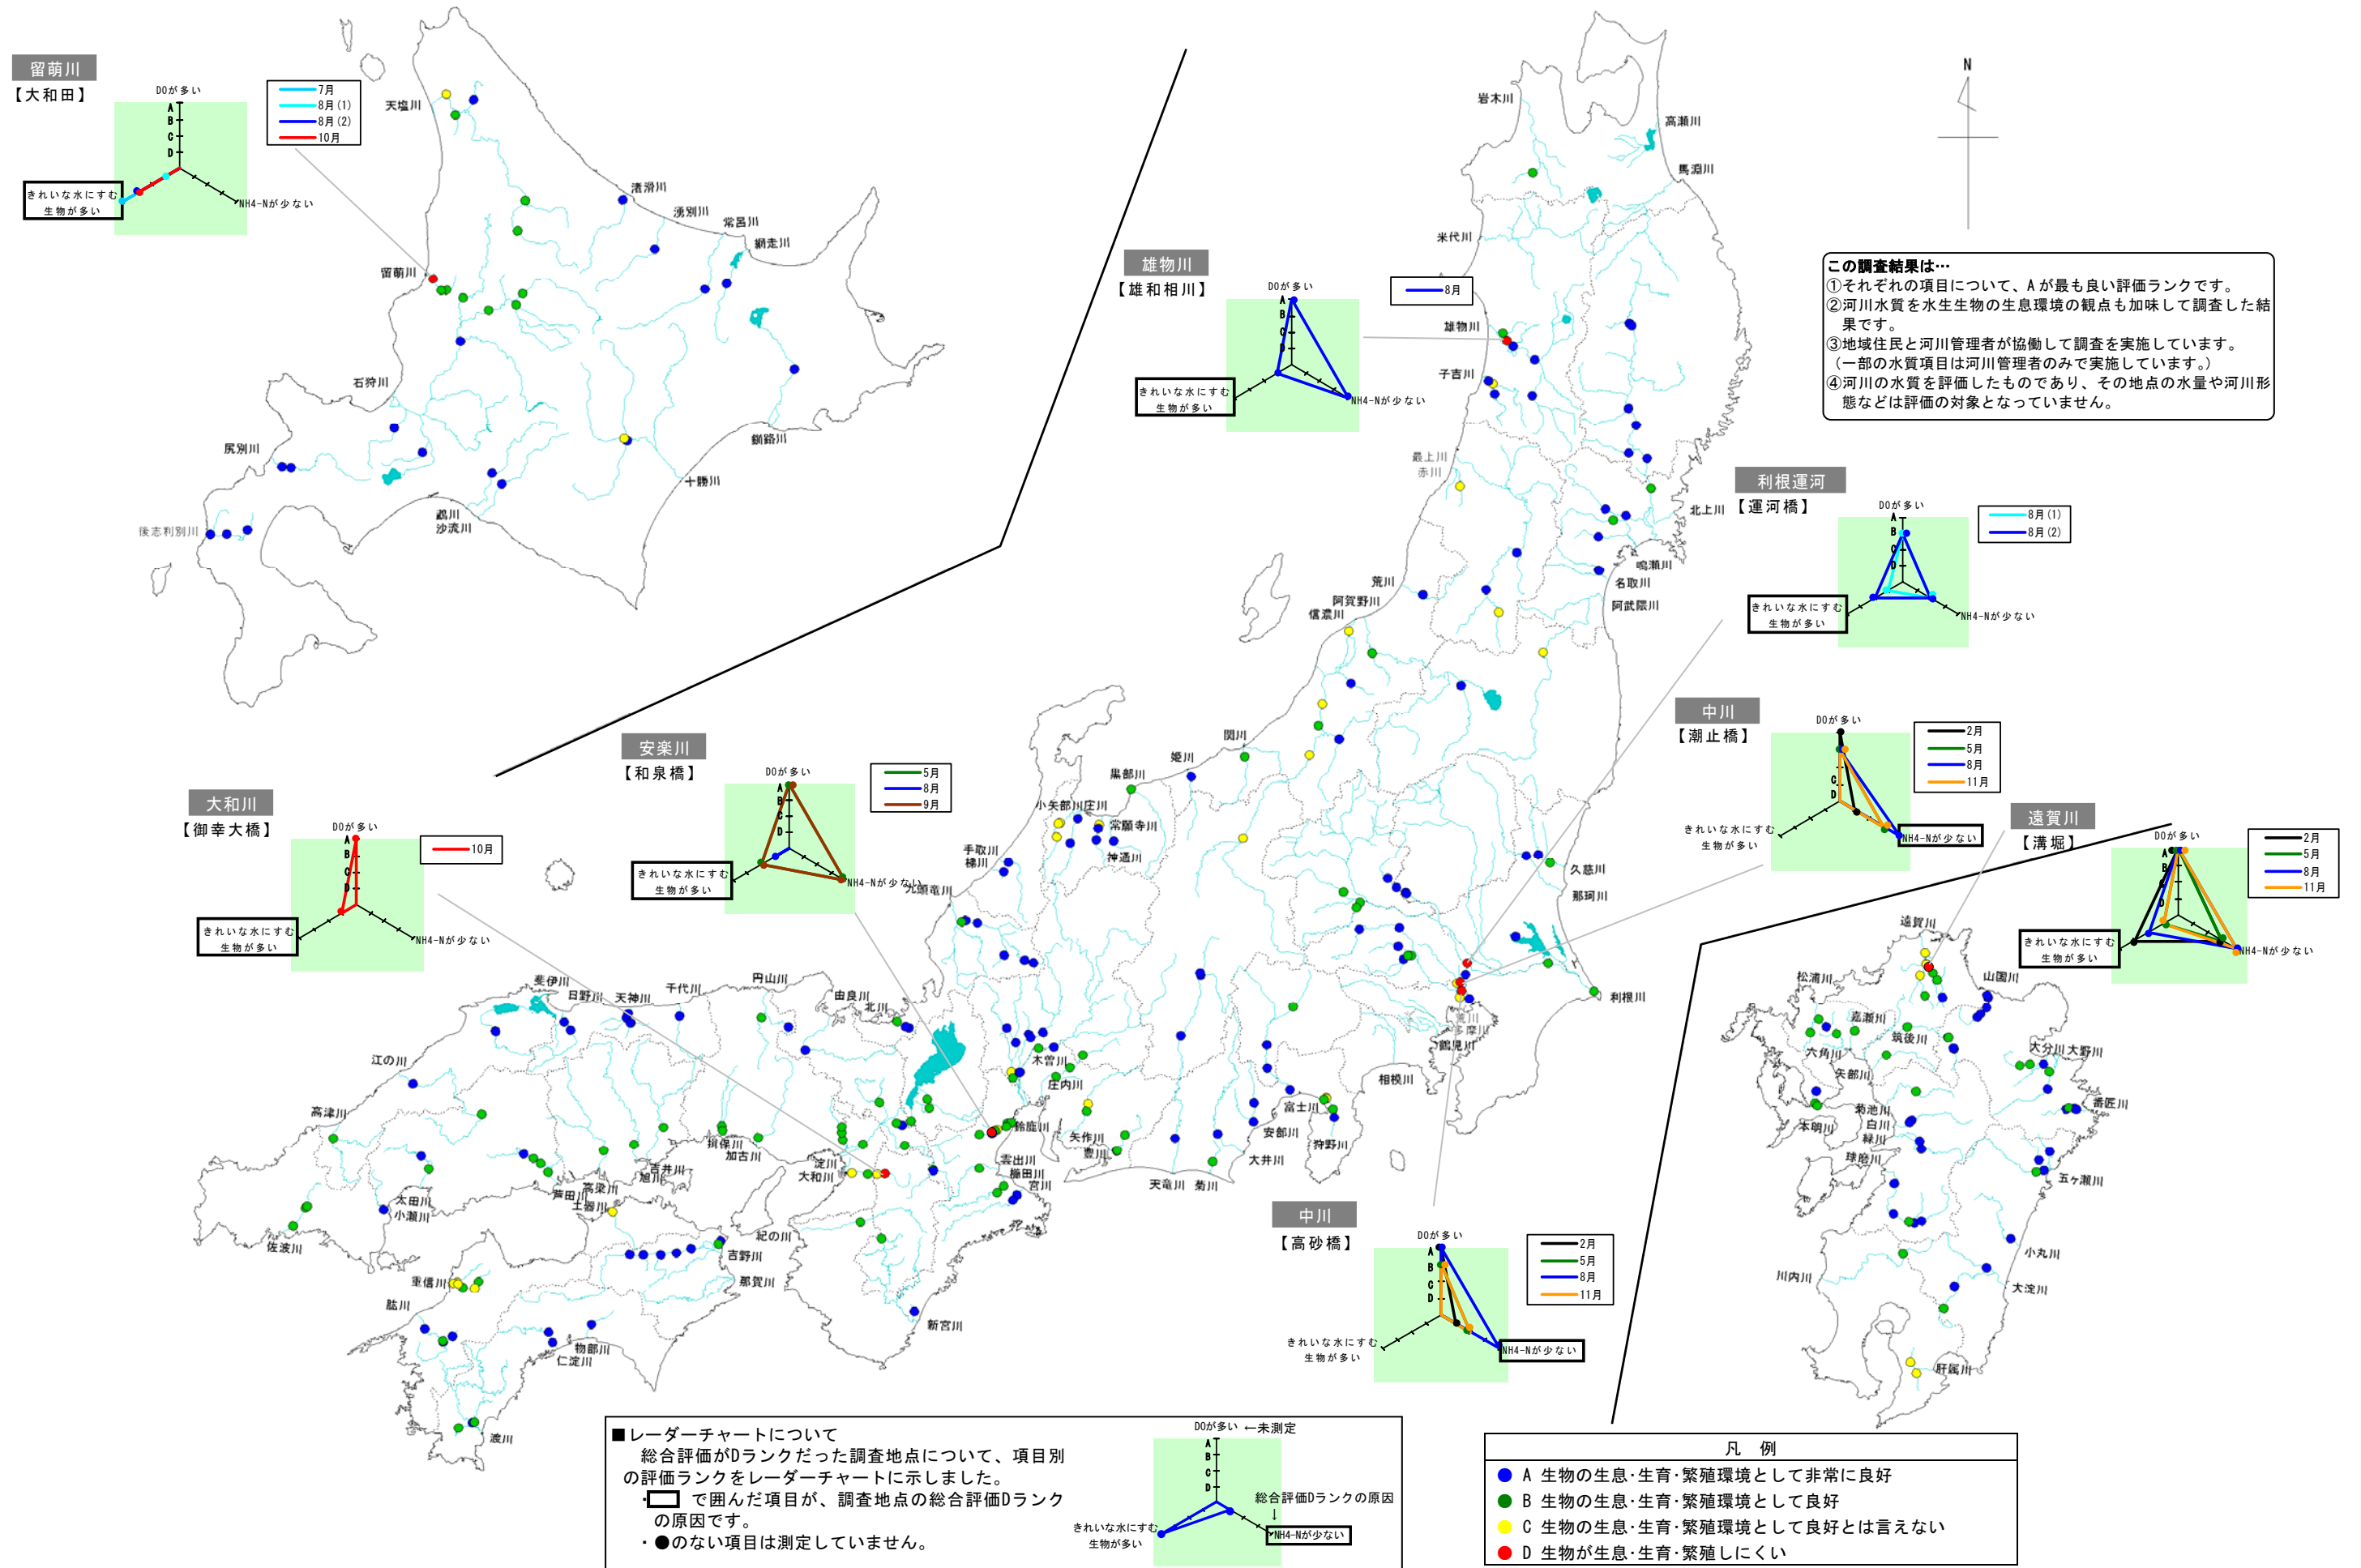 留萌川
【大和田】
DOが多い
A
B
C
D
きれいな水にすむ
生物が多い
NH4-Nが少ない
7月
8月(1)
8月(2)
10月
天塩川
渚滑川
湧別川
常呂川
網走川
留萌川
石狩川
尻別川
後志利別川
鵡川
沙流川
十勝川
釧路川
岩木川
高瀬川
馬淵川
米代川
雄物川
子吉川
最上川
赤川
北上川
鳴瀬川
名取川
阿武隈川
荒川
阿賀野川
信濃川
N
この調査結果は…
①それぞれの項目について、Aが最も良い評価ランクです。
②河川水質を水生生物の生息環境の観点も加味して調査した結
果です。
③地域住民と河川管理者が協働して調査を実施しています。
(一部の水質項目は河川管理者のみで実施しています。)
④河川の水質を評価したものであり、その地点の水量や河川形
態などは評価の対象となっていません。
雄物川
【雄和相川】
DOが多い
A
B
C
D
きれいな水にすむ
生物が多い
NH4-Nが少ない
8月
利根運河
【運河橋】
DOが多い
A
B
C
D
きれいな水にすむ
生物が多い
NH4-Nが少ない
8月(1)
8月(2)
中川
【潮止橋】
DOが多い
C
D
きれいな水にすむ
生物が多い
NH4-Nが少ない
2月
5月
8月
11月
遠賀川
【溝堀】
DOが多い
A
B
C
D
きれいな水にすむ
生物が多い
NH4-Nが少ない
2月
5月
8月
11月
安楽川
【和泉橋】
DOが多い
A
B
C
D
きれいな水にすむ
生物が多い
NH4-Nが少ない
5月
8月
9月
大和川
【御幸大橋】
DOが多い
A
B
C
D
きれいな水にすむ
生物が多い
NH4-Nが少ない
10月
関川
姫川
黒部川
小矢部川
庄川
常願寺川
神通川
手取川
梯川
九頭竜川
久慈川
那珂川
利根川
荒川
多摩川
鶴見川
相模川
富士川
狩野川
安部川
大井川
菊川
天竜川
豊川
矢作川
庄内川
木曽川
鈴鹿川
雲出川
櫛田川
宮川
北川
由良川
円山川
千代川
天神川
日野川
斐伊川
江の川
高津川
揖保川
加古川
淀川
大和川
吉井川
旭川
高梁川
芦田川
太田川
小瀬川
佐波川
土器川
紀の川
吉野川
那賀川
新宮川
重信川
肱川
物部川
仁淀川
渡川
遠賀川
松浦川
山国川
嘉瀬川
筑後川
六角川
矢部川
大分川
大野川
番匠川
菊池川
白川
緑川
本明川
球磨川
五ヶ瀬川
小丸川
川内川
大淀川
肝属川
中川
【高砂橋】
DOが多い
A
B
C
D
きれいな水にすむ
生物が多い
NH4-Nが少ない
2月
5月
8月
11月
■レーダーチャートについて
総合評価がDランクだった調査地点について、項目別
の評価ランクをレーダーチャートに示しました。
・ で囲んだ項目が、調査地点の総合評価Dランク
の原因です。
・●のない項目は測定していません。
DOが多い ←未測定
A
B
C
D
総合評価Dランクの原因
↓
きれいな水にすむ
生物が多い
NH4-Nが少ない
凡 例
● A 生物の生息・生育・繁殖環境として非常に良好
● B 生物の生息・生育・繁殖環境として良好
● C 生物の生息・生育・繁殖環境として良好とは言えない
● D 生物が生息・生育・繁殖しにくい